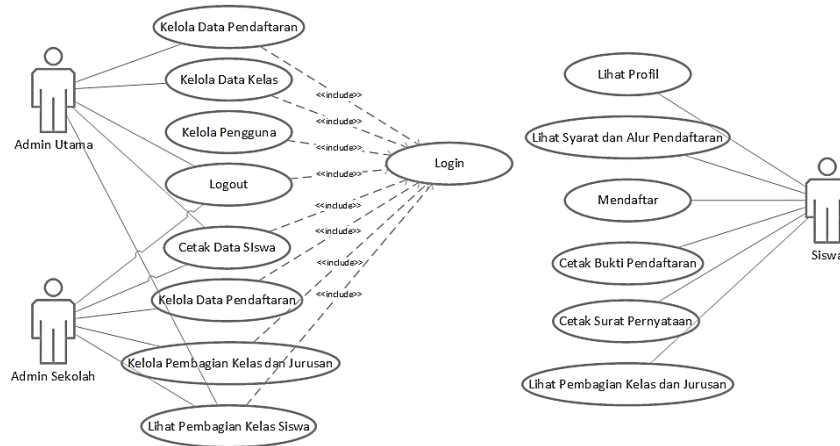 Kelola Data Pendaftaran
Kelola Data Kelas
<<include>>
<<include>>
Lihat Profil
Admin Utama
Kelola Pengguna
<<include>>
Lihat Syarat dan Alur Pendaftaran
Login
Logout
<<include>>
Mendaftar
<<include>>
Cetak Data SIswa
<<include>>
Siswa
<<include>>
Cetak Bukti Pendaftaran
Kelola Data Pendaftaran
<<include>>
Cetak Surat Pernyataan
Admin Sekolah
Kelola Pembagian Kelas dan Jurusan
Lihat Pembagian Kelas dan Jurusan
Lihat Pembagian Kelas Siswa